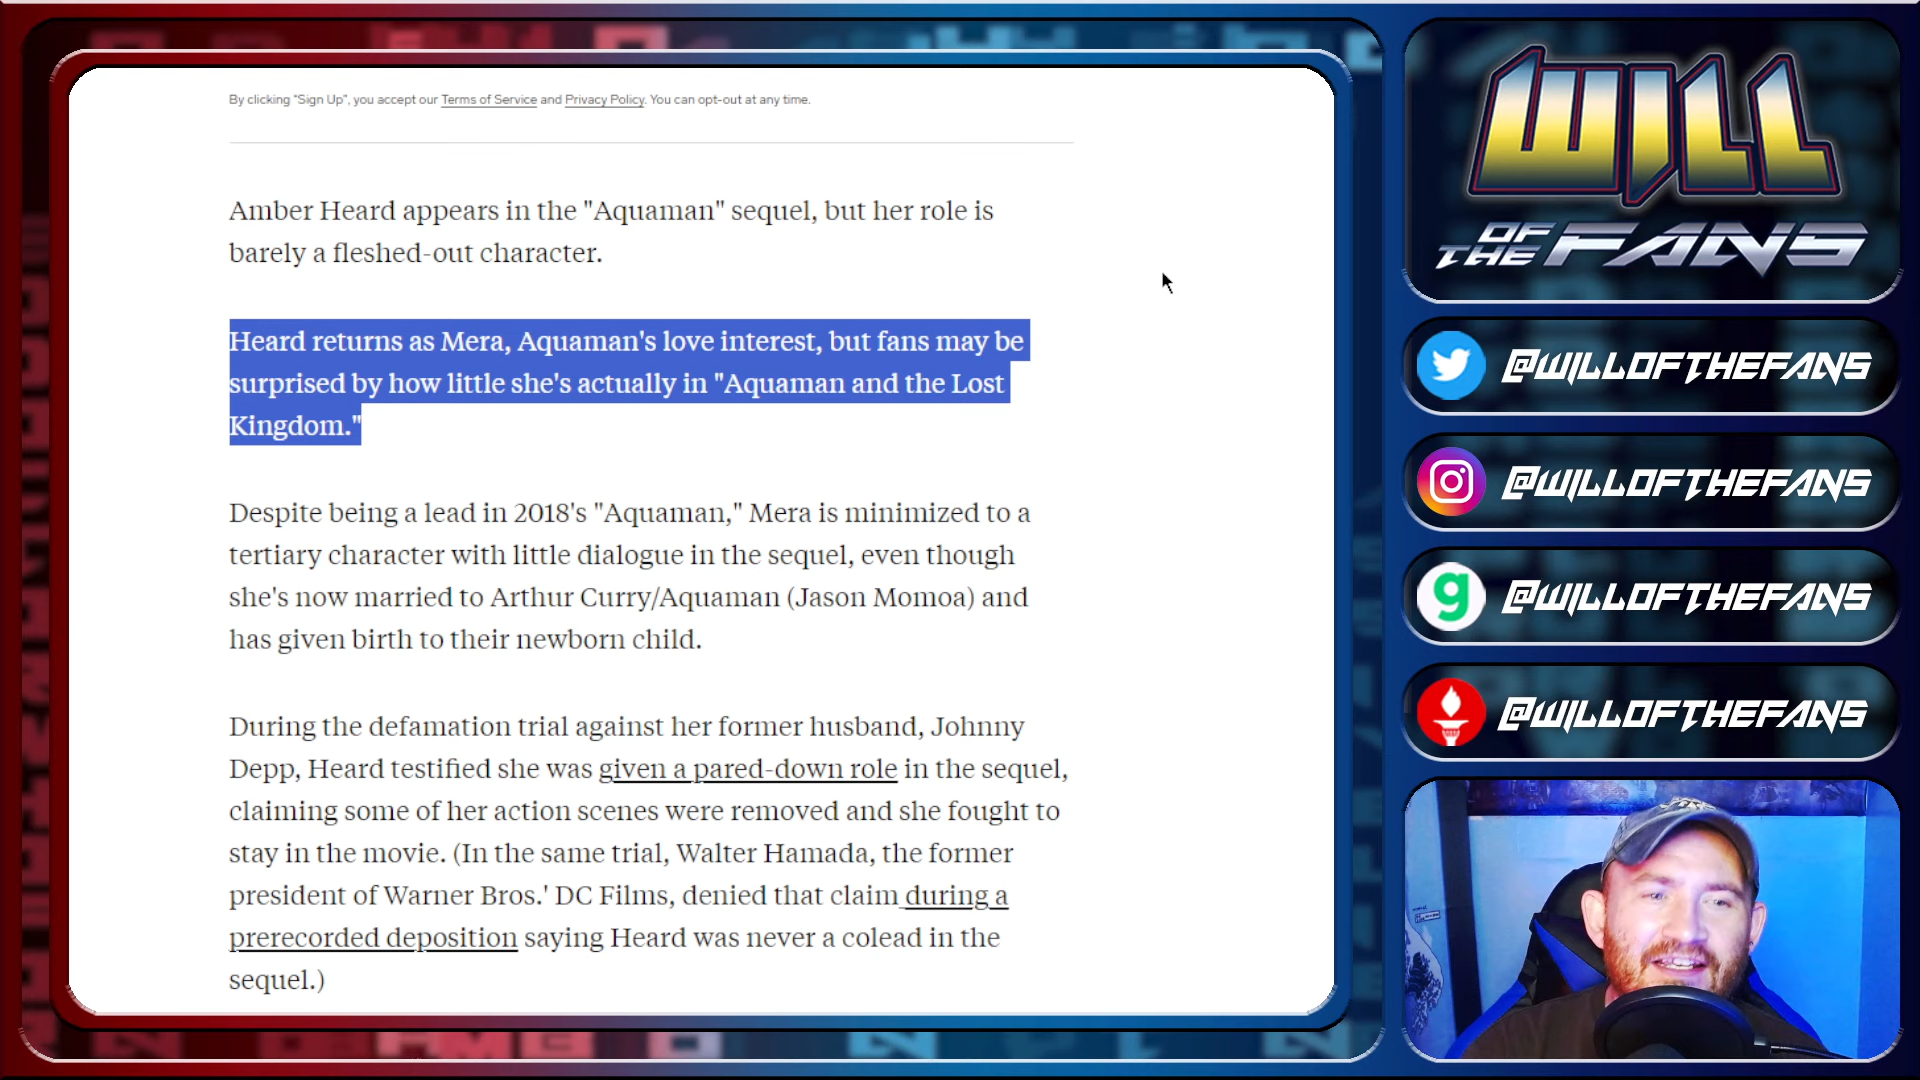 By clicking "Sign Up", you accept our Terms of Service and Privacy Policy. You can opt-out at any time.
Amber Heard appears in the "Aquaman" sequel, but her role is
barely a fleshed-out character.
Heard returns as Mera, Aquaman's love interest, but fans may be
surprised by how little she's actually in "Aquaman and the Lost
Kingdom."
Despite being a lead in 2018's "Aquaman," Mera is minimized to a
tertiary character with little dialogue in the sequel, even though
she's now married to Arthur Curry/Aquaman (Jason Momoa) and
has given birth to their newborn child.
During the defamation trial against her former husband, Johnny
Depp, Heard testified she was given a pared-down role in the sequel,
claiming some of her action scenes were removed and she fought to
stay in the movie. (In the same trial, Walter Hamada, the former
president of Warner Bros.' DC Films, denied that claim during a
prerecorded deposition saying Heard was never a colead in the
sequel.)
WILL
OF THE FANS
@WILLOFTHEFANS
@WILLOFTHEFANS
g @WILLOFTHEFANS
@WILLOFTHEFANS